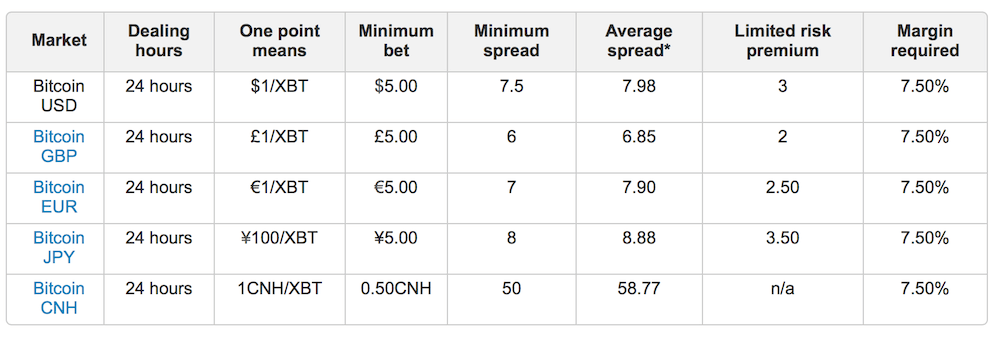 Market Dealing hours One point means Minimum bet Minimum spread Average spread* Limited risk premium Margin required
Bitcoin USD 24 hours $1/XBT $5.00 7.5 7.98 3 7.50%
Bitcoin GBP 24 hours £1/XBT £5.00 6 6.85 2 7.50%
Bitcoin EUR 24 hours €1/XBT €5.00 7 7.90 2.50 7.50%
Bitcoin JPY 24 hours ¥100/XBT ¥5.00 8 8.88 3.50 7.50%
Bitcoin CNH 24 hours 1CNH/XBT 0.50CNH 50 58.77 n/a 7.50%